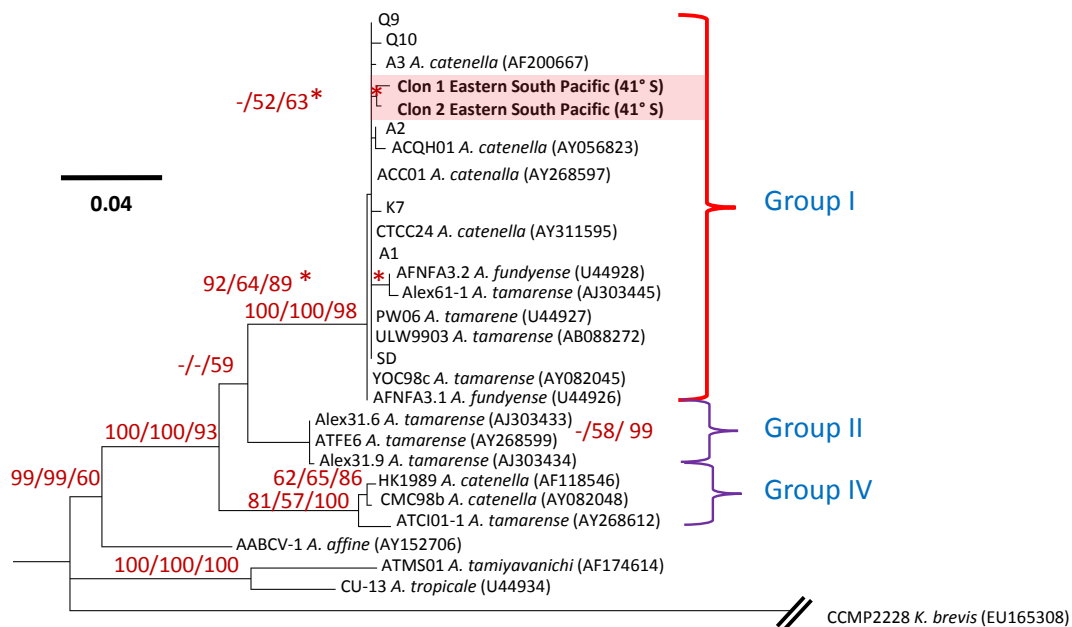 Q9
Q10
A3 A. catenella (AF200667)
Clon 1 Eastern South Pacific (41° S)
*
-/52/63*
Clon 2 Eastern South Pacific (41° S)
A2
ACQH01 A. catenella (AY056823)
ACC01 A. catenalla (AY268597)
0.04
Group I
K7
CTCC24 A. catenella (AY311595)
A1
AFNFA3.2 A. fundyense (U44928)
92/64/89 *
*
Alex61-1 A. tamarense (AJ303445)
100/100/98
PW06 A. tamarene (U44927)
ULW9903 A. tamarense (AB088272)
SD
-/-/59
YOC98c A. tamarense (AY082045)
AFNFA3.1 A. fundyense (U44926)
Alex31.6 A. tamarense (AJ303433)
100/100/93
ATFE6 A. tamarense (AY268599)
-/58/ 99
Group II
Alex31.9 A. tamarense (AJ303434)
99/99/60
62/65/86
HK1989 A. catenella (AF118546)
81/57/100
CMC98b A. catenella (AY082048)
Group IV
ATCI01-1 A. tamarense (AY268612)
AABCV-1 A. affine (AY152706)
100/100/100
ATMS01 A. tamiyavanichi (AF174614)
CU-13 A. tropicale (U44934)
CCMP2228 K. brevis (EU165308)